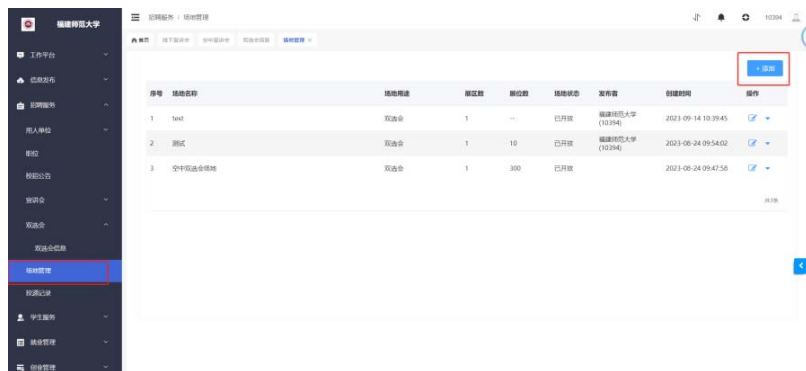 福建师范大学
招聘服务 / 场地管理
10394
首页 线下宣讲会 空中宣讲会 双选会信息 场地管理 ×
工作平台
信息发布
招聘服务
用人单位
职位
校招公告
宣讲会
双选会
双选会信息
场地管理
校源记录
学生服务
就业管理
创业管理
+ 添加
序号 场地名称 场地用途 展区数 展位数 场地状态 发布者 创建时间 操作
1 text 双选会 1 -- 已开放 福建师范大学 (10394) 2023-09-14 10:39:45
2 测试 双选会 1 10 已开放 福建师范大学 (10394) 2023-08-24 09:54:02
3 空中双选会场地 双选会 1 300 已开放 2023-08-24 09:47:58
共3条